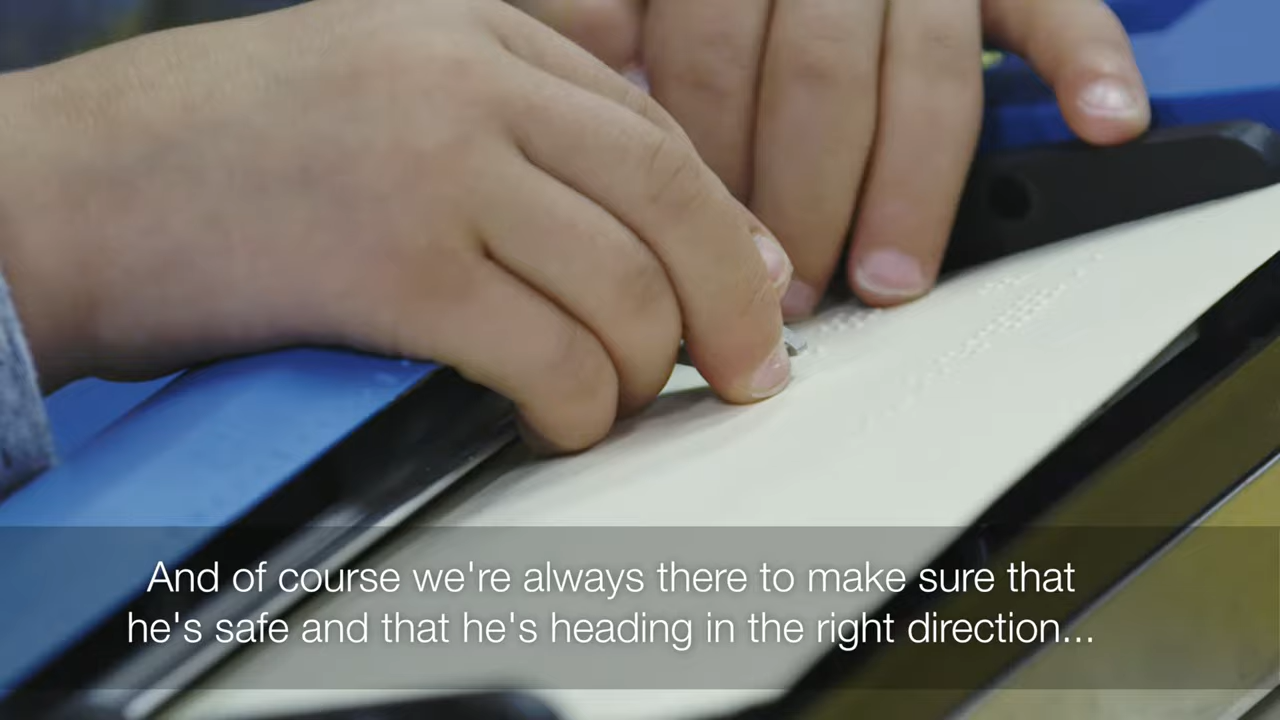 And of course we're always there to make sure that
he's safe and that he's heading in the right direction...